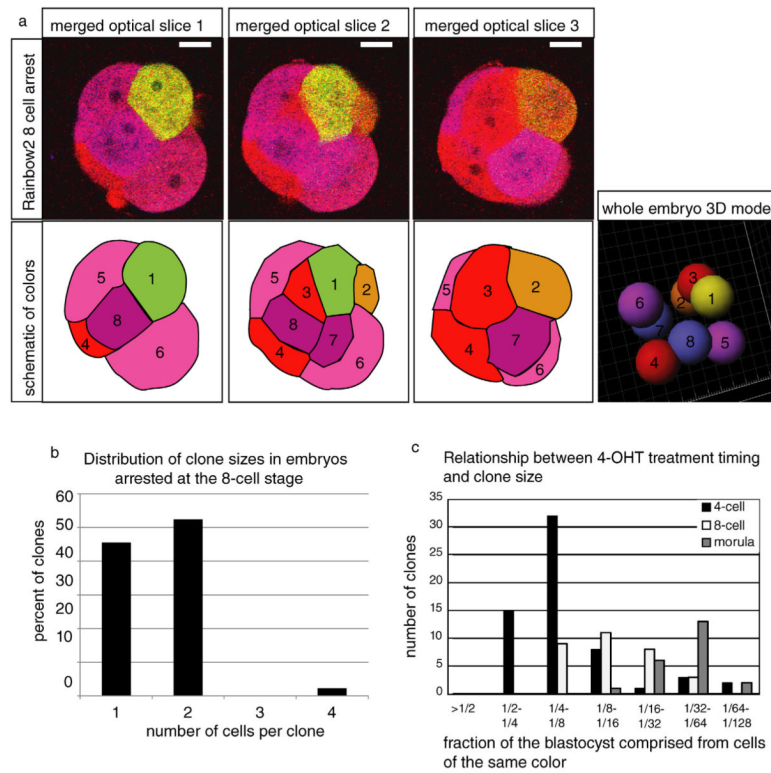 a
merged optical slice 1
merged optical slice 2
merged optical slice 3
Rainbow2 8 cell arrest
whole embryo 3D mode
schematic of colors
5
1
8
4
6
5
1
2
3
8
7
4
6
5
3
2
7
4
6
3
6
2
1
7
8
5
4
b
Distribution of clone sizes in embryos
arrested at the 8-cell stage
percent of clones
60
50
40
30
20
10
0
1 2 3 4
number of cells per clone
c
Relationship between 4-OHT treatment timing
and clone size
number of clones
35
30
25
20
15
10
5
0
4-cell
8-cell
morula
>1/2 1/2- 1/4- 1/8- 1/16- 1/32- 1/64-
1/4 1/8 1/16 1/32 1/64 1/128
fraction of the blastocyst comprised from cells
of the same color